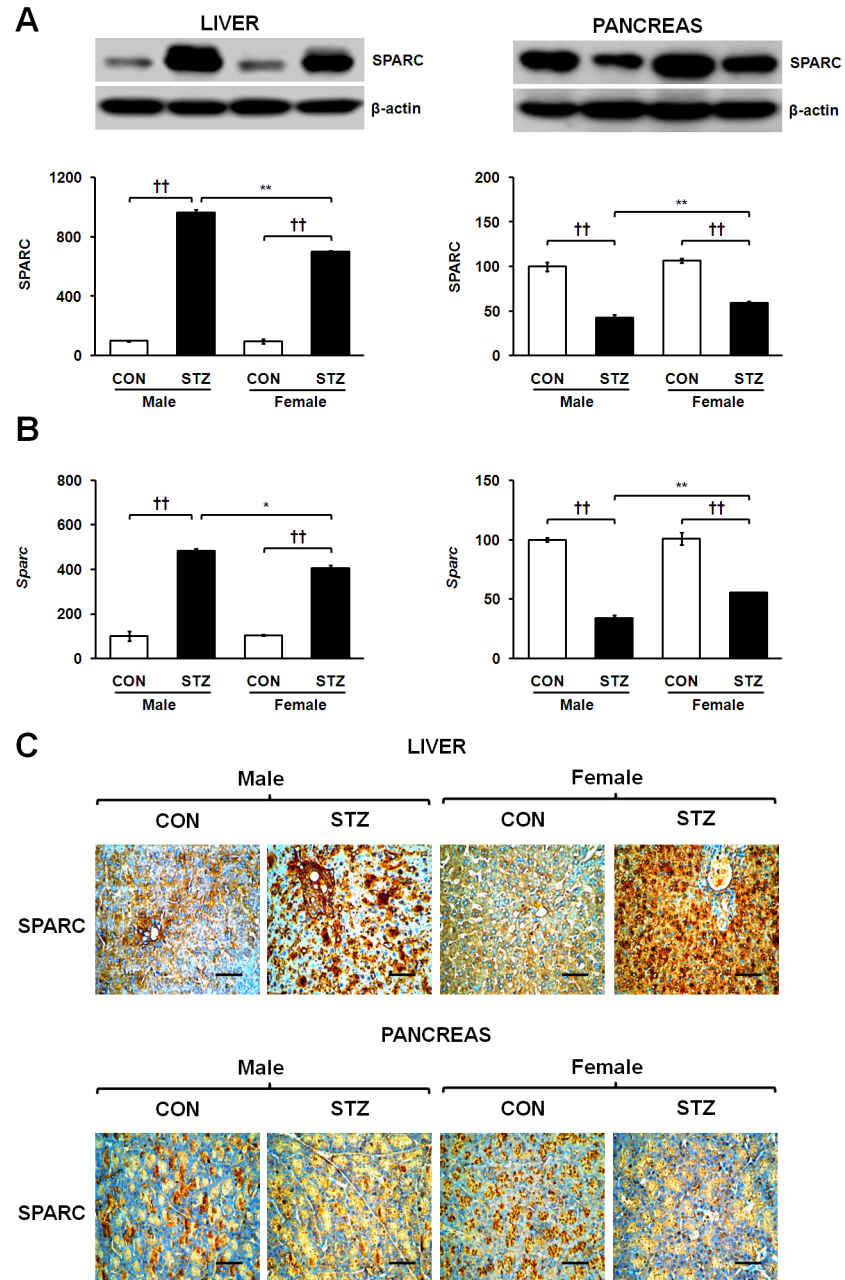 A
LIVER
PANCREAS
SPARC
SPARC
β-actin
β-actin
1200
800
400
0
SPARC
††
**
††
CON STZ CON STZ
Male Female
200
150
100
50
0
SPARC
††
**
††
CON STZ CON STZ
Male Female
B
800
600
400
200
0
Sparc
††
*
††
CON STZ CON STZ
Male Female
150
100
50
0
Sparc
††
**
††
CON STZ CON STZ
Male Female
C
LIVER
Male Female
CON STZ CON STZ
SPARC
PANCREAS
Male Female
CON STZ CON STZ
SPARC